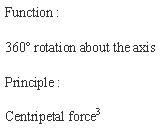 Function :
360° rotation about the axis
Principle :
Centripetal force³